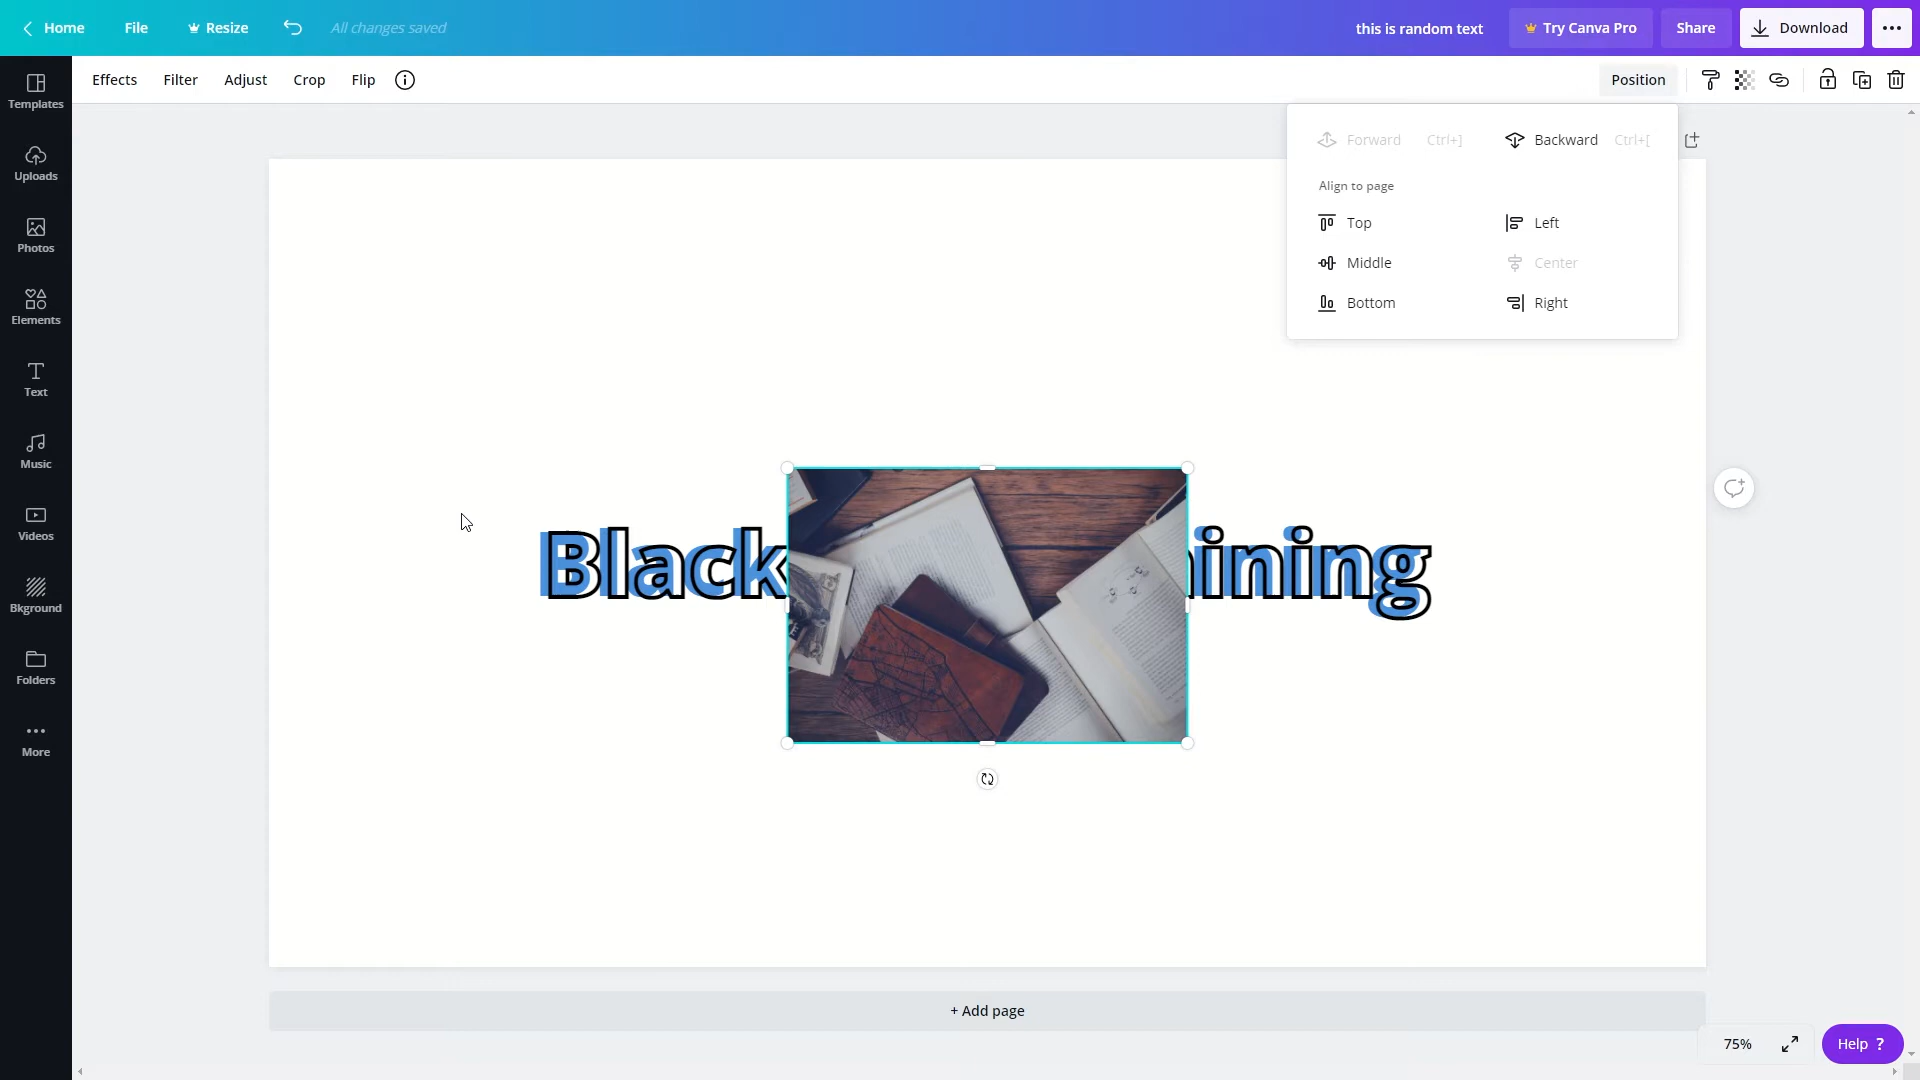 Home File Resize All changes saved this is random text Try Canva Pro Share Download
Effects Filter Adjust Crop Flip Position
Templates
Uploads
Photos
Elements
Text
Music
Videos
Bkground
Folders
More
Forward Ctrl+] Backward Ctrl+[
Align to page
Top Left
Middle Center
Bottom Right
Black ining
+ Add page
75% Help ?